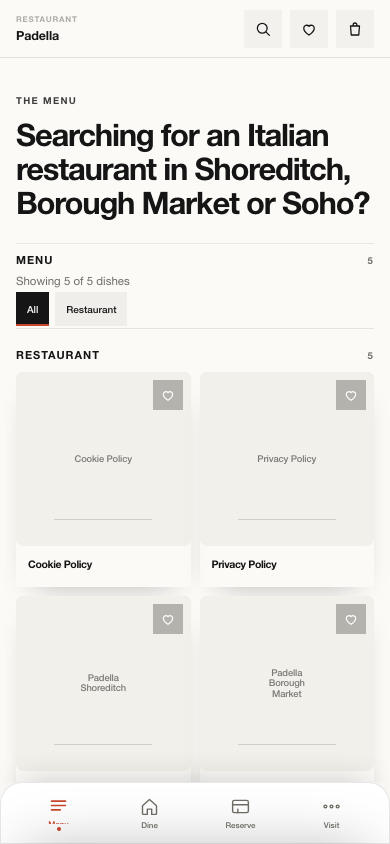 RESTAURANT
Padella
THE MENU
Searching for an Italian
restaurant in Shoreditch,
Borough Market or Soho?
MENU
5
Showing 5 of 5 dishes
All
Restaurant
RESTAURANT
5
Cookie Policy
Privacy Policy
Cookie Policy
Privacy Policy
Padella
Shoreditch
Padella
Borough
Market
Dine
Reserve
Visit